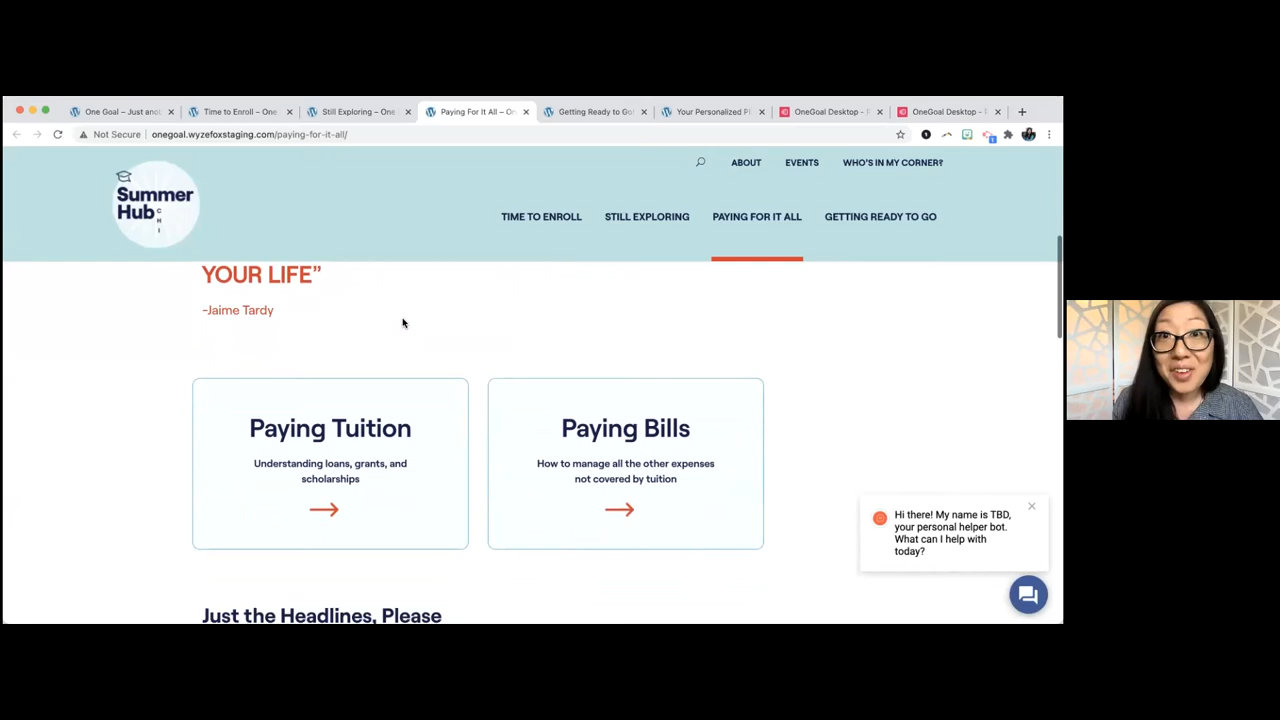 One Goal – Just anot
Time to Enroll – One
Still Exploring – One
Paying For It All – On
Getting Ready to Go!
Your Personalized Pl
OneGoal Desktop –
OneGoal Desktop –
Not Secure
onegoal.wyzefoxstaging.com/paying-for-it-all/
ABOUT
EVENTS
WHO'S IN MY CORNER?
Summer
Hub
CHI
TIME TO ENROLL
STILL EXPLORING
PAYING FOR IT ALL
GETTING READY TO GO
YOUR LIFE”
-Jaime Tardy
Paying Tuition
Understanding loans, grants, and
scholarships
Paying Bills
How to manage all the other expenses
not covered by tuition
Hi there! My name is TBD,
your personal helper bot.
What can I help with
today?
Just the Headlines, Please